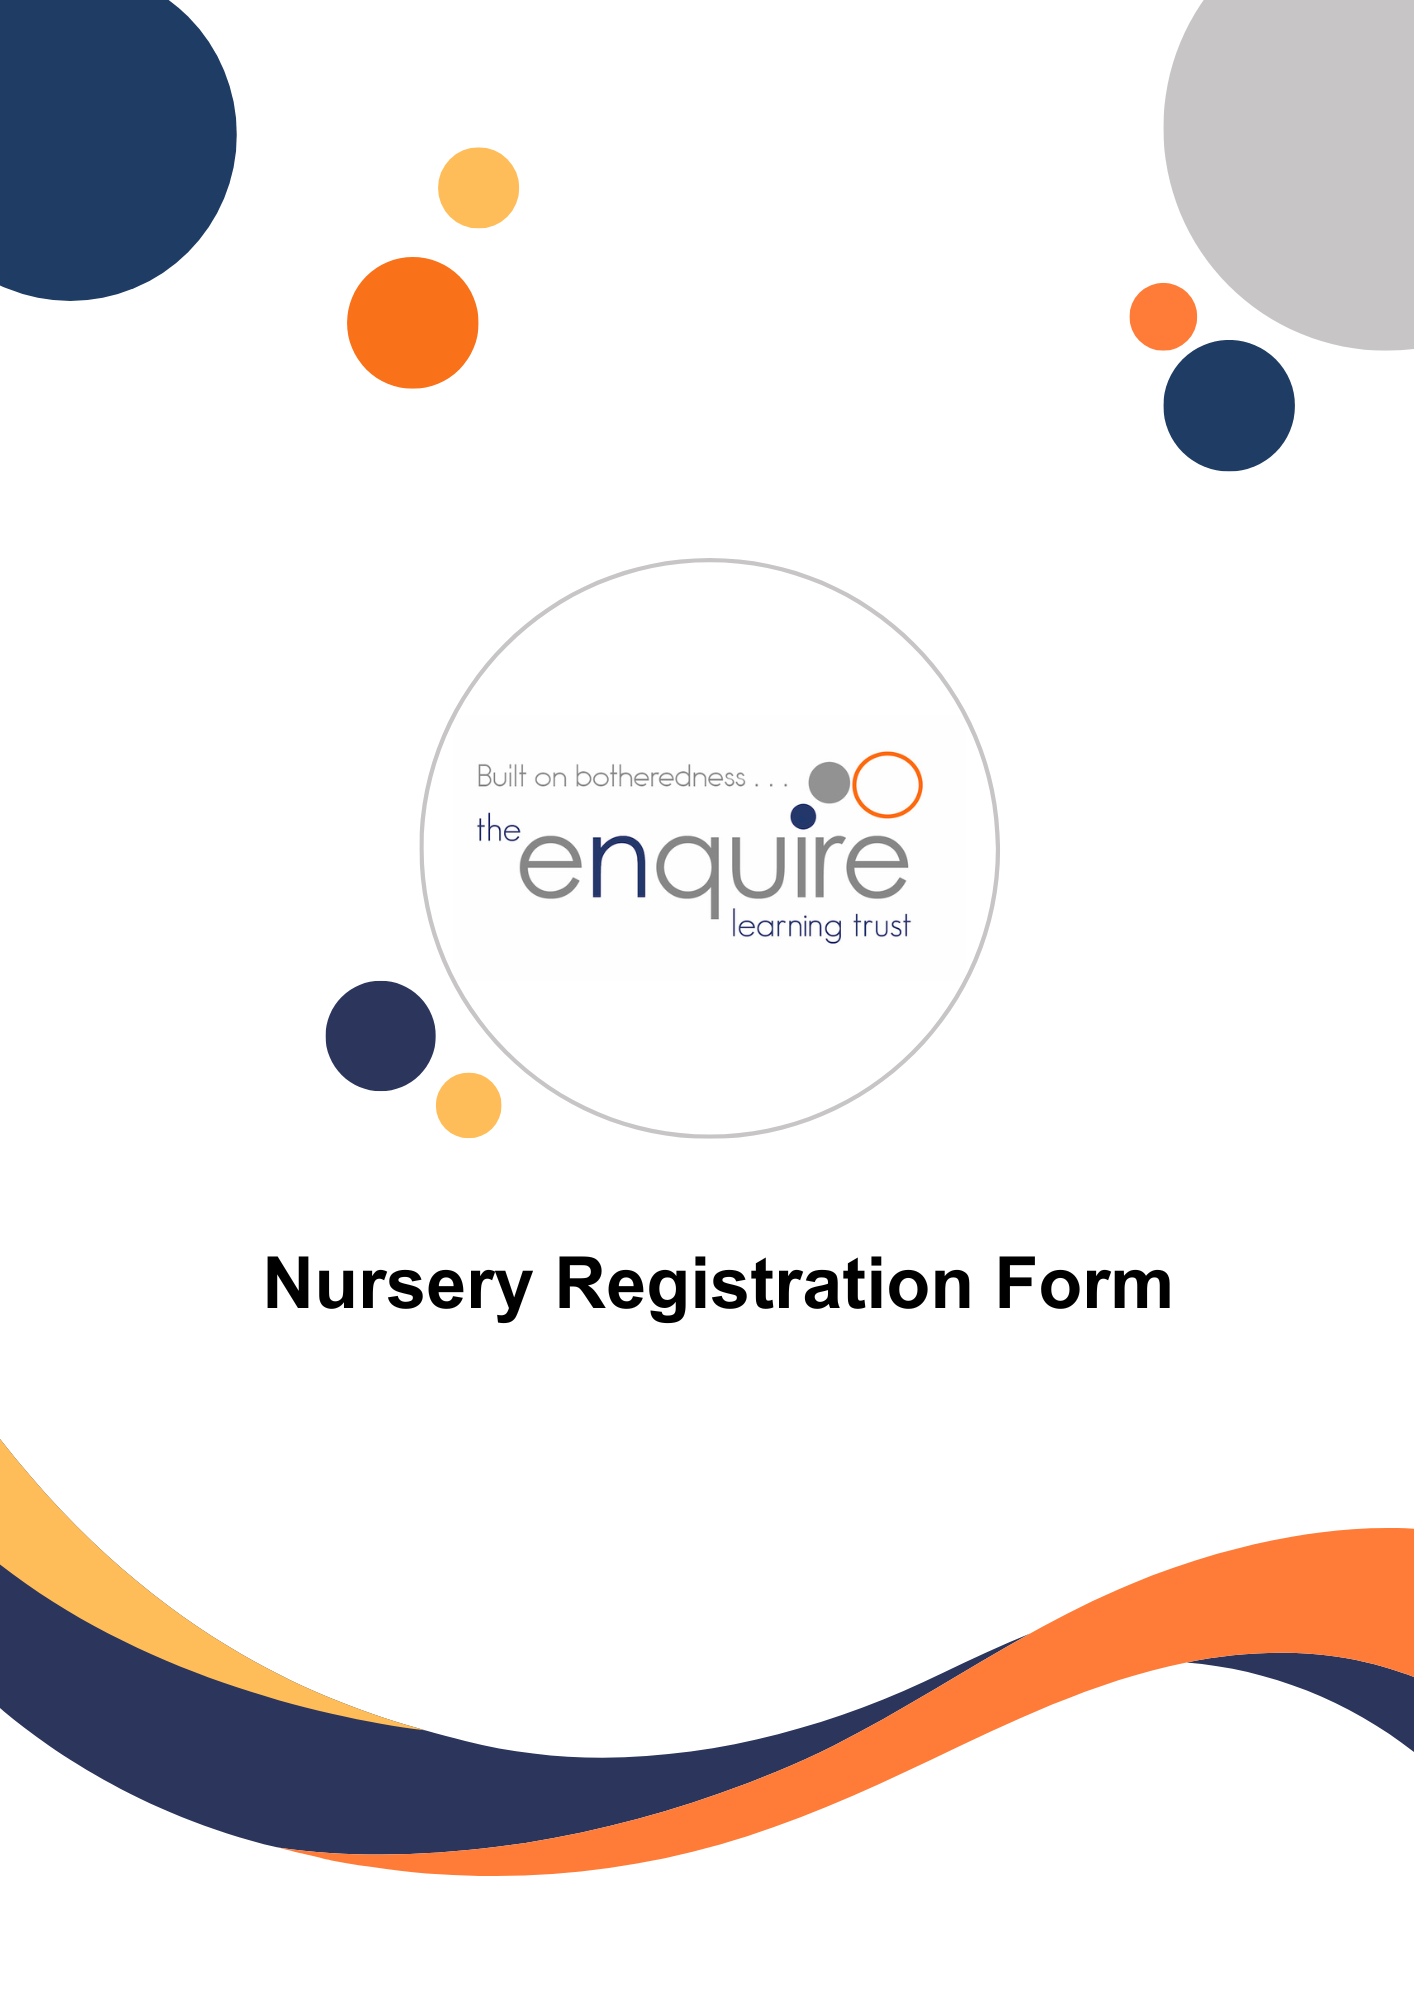 Built on botheredness . . .
the
enquire
learning trust
Nursery Registration Form